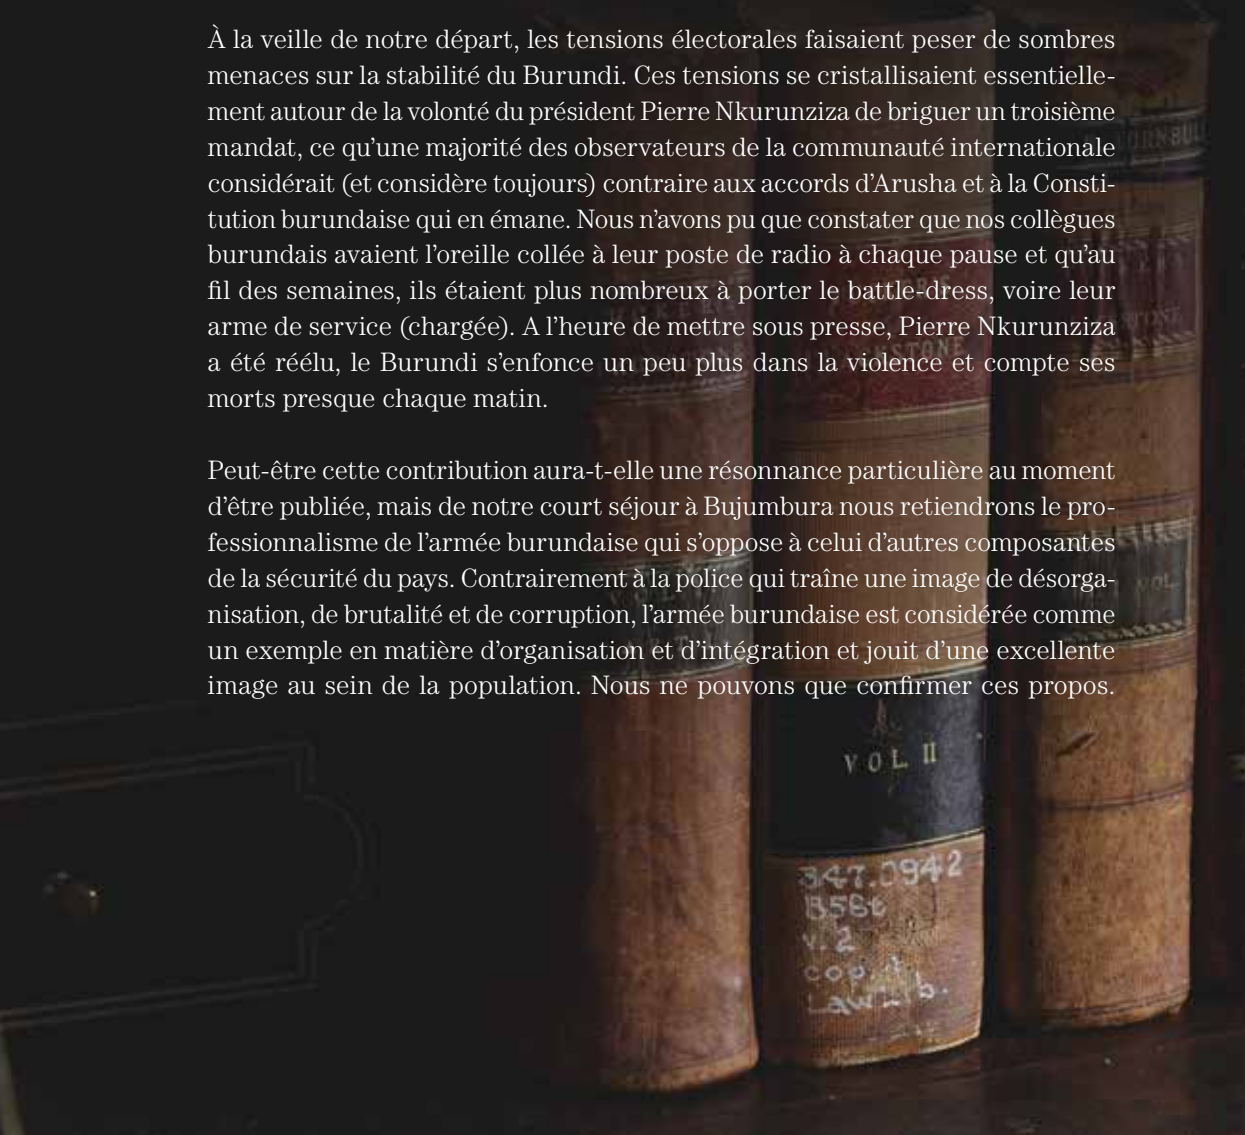 À la veille de notre départ, les tensions électorales faisaient peser de sombres
menaces sur la stabilité du Burundi. Ces tensions se cristallisaient essentielle-
ment autour de la volonté du président Pierre Nkurunziza de briguer un troisième
mandat, ce qu’une majorité des observateurs de la communauté internationale
considérait (et considère toujours) contraire aux accords d’Arusha et à la Consti-
tution burundaise qui en émane. Nous n’avons pu que constater que nos collègues
burundais avaient l’oreille collée à leur poste de radio à chaque pause et qu’au
fil des semaines, ils étaient plus nombreux à porter le battle-dress, voire leur
arme de service (chargée). A l’heure de mettre sous presse, Pierre Nkurunziza
a été réélu, le Burundi s’enfonce un peu plus dans la violence et compte ses
morts presque chaque matin.
Peut-être cette contribution aura-t-elle une résonnance particulière au moment
d’être publiée, mais de notre court séjour à Bujumbura nous retiendrons le pro-
fessionnalisme de l’armée burundaise qui s’oppose à celui d’autres composantes
de la sécurité du pays. Contrairement à la police qui traîne une image de désorga-
nisation, de brutalité et de corruption, l’armée burundaise est considérée comme
un exemple en matière d’organisation et d’intégration et jouit d’une excellente
image au sein de la population. Nous ne pouvons que confirmer ces propos.
VOL II
347.0942
B58t
v. 2
Law Lib.